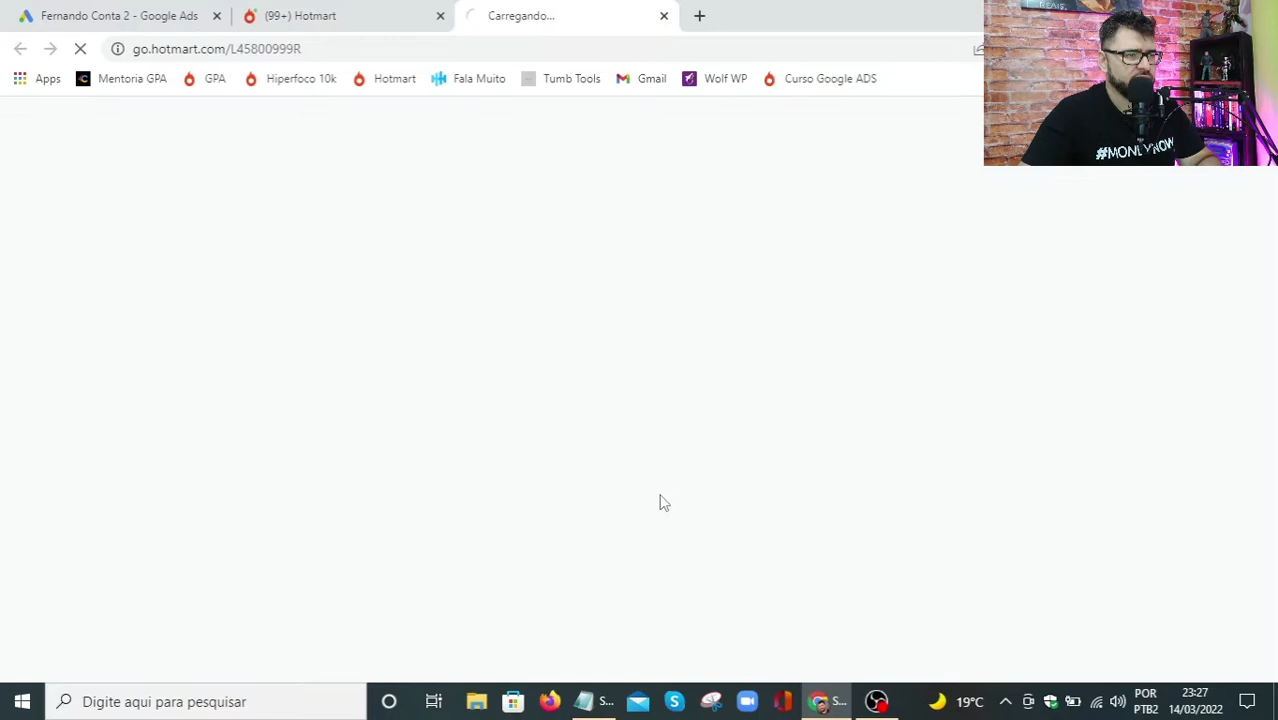 Fernando Conta 2 - Google Ads
(99+) Hotmart
Carregando...
go.hotmart.com/L45800999R
Apps
Mentoria GPA
GPA
Hiperfoco 10k
Hotmart
Fala Muito
Tumb Tools
Gmail
Wolf WP
Curso Google ADS
REAIS.
#MONEYNOW
Digite aqui para pesquisar
S...
S...
19°C
POR
PTB2
23:27
14/03/2022